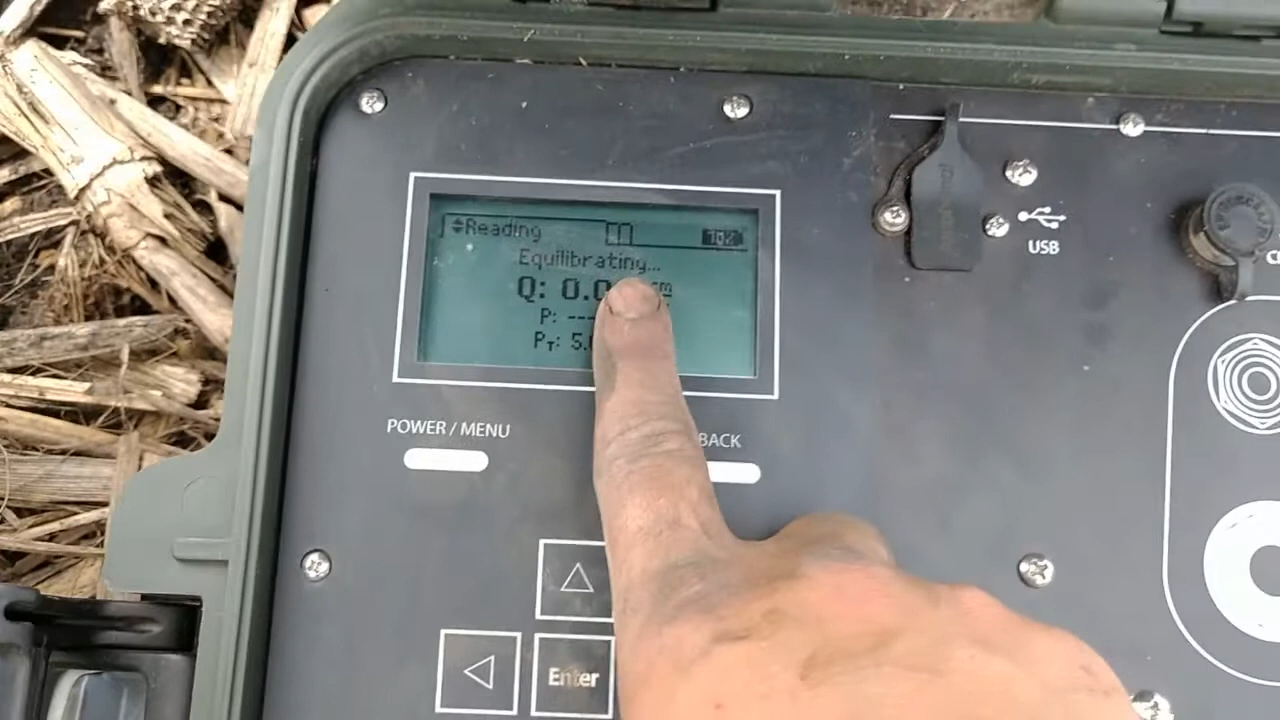 Reading
Equilibrating...
Q: 0.0
P: ---
PT: 5.
USB
POWER / MENU
BACK
Enter